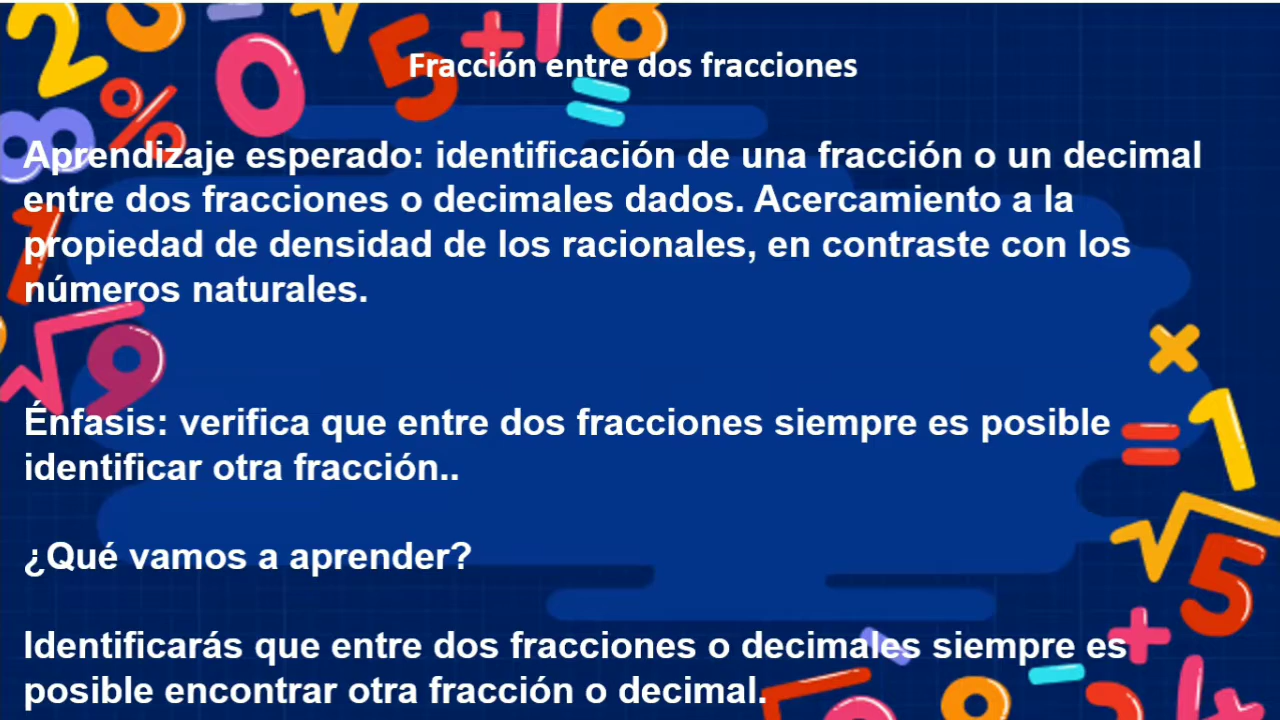 Fracción entre dos fracciones
Aprendizaje esperado: identificación de una fracción o un decimal
entre dos fracciones o decimales dados. Acercamiento a la
propiedad de densidad de los racionales, en contraste con los
números naturales.
Énfasis: verifica que entre dos fracciones siempre es posible
identificar otra fracción..
¿Qué vamos a aprender?
Identificarás que entre dos fracciones o decimales siempre es
posible encontrar otra fracción o decimal.